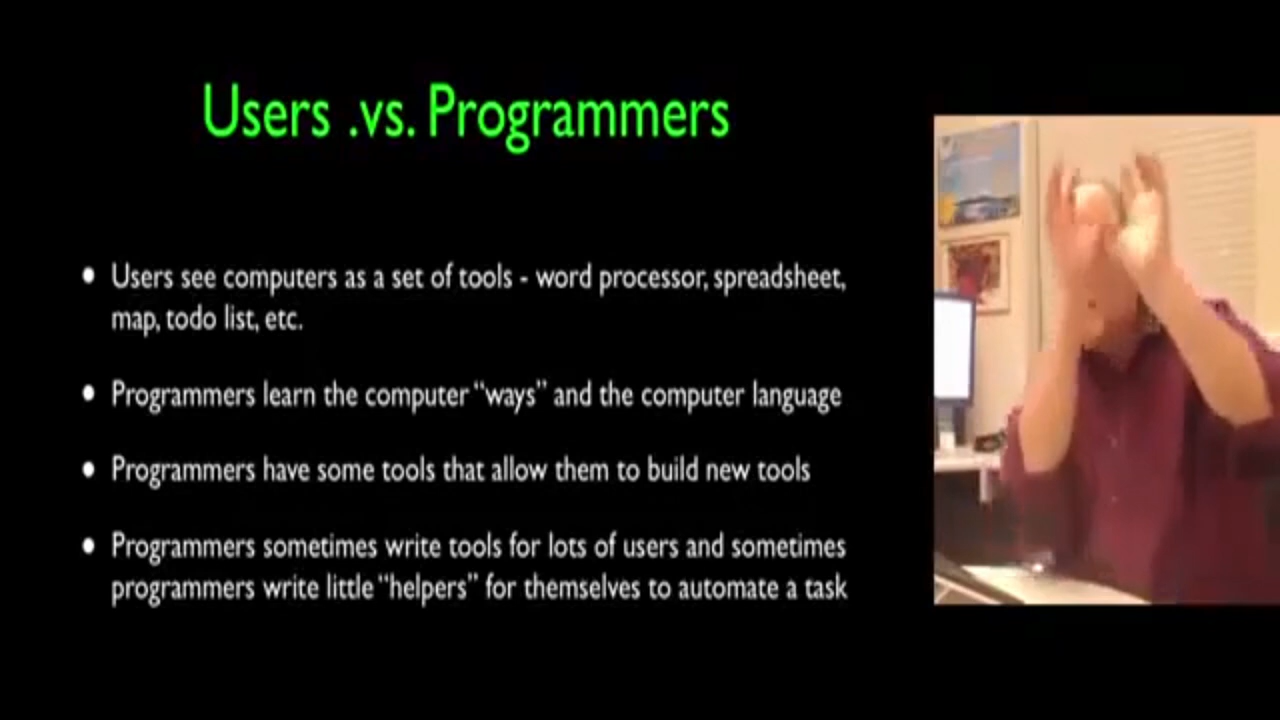 Users .vs. Programmers
• Users see computers as a set of tools - word processor, spreadsheet,
map, todo list, etc.
• Programmers learn the computer “ways” and the computer language
• Programmers have some tools that allow them to build new tools
• Programmers sometimes write tools for lots of users and sometimes
programmers write little “helpers” for themselves to automate a task